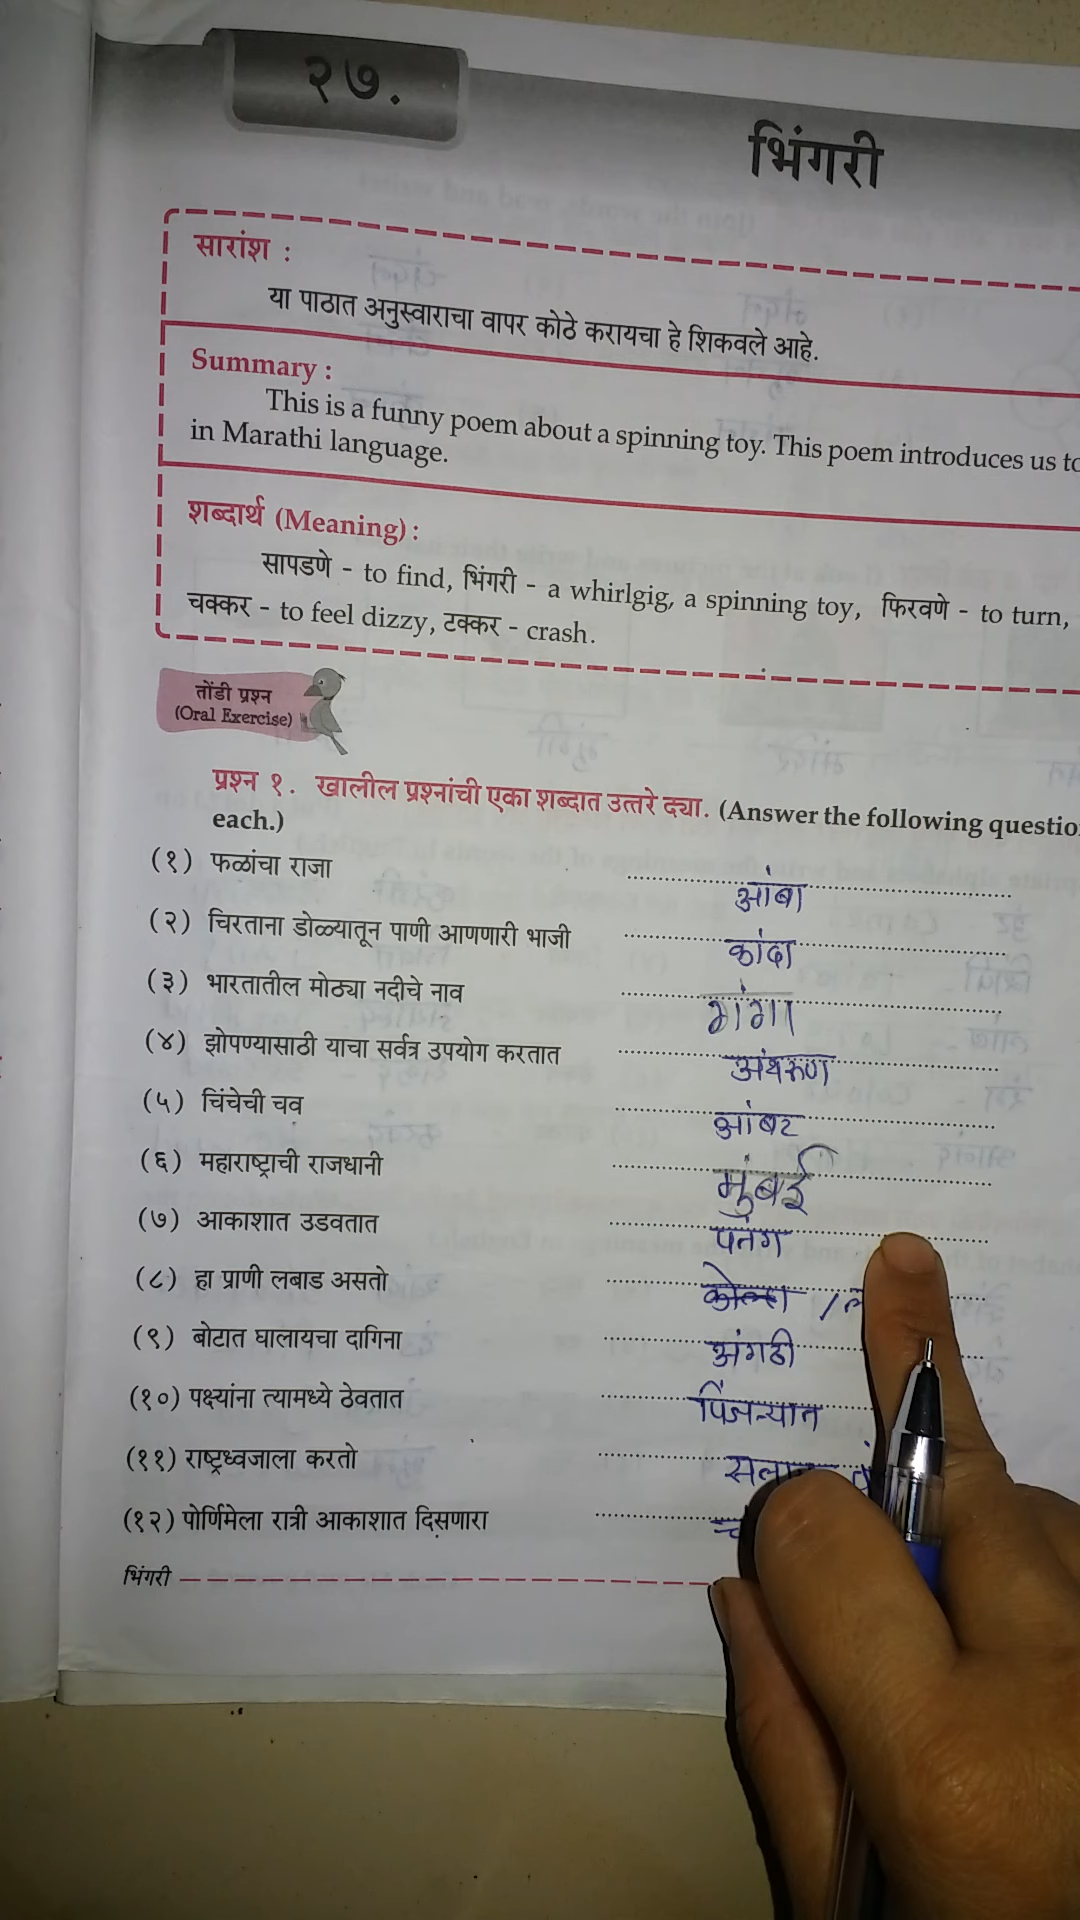 २७.
भिंगरी
सारांश :
या पाठात अनुस्वाराचा वापर कोठे करायचा हे शिकवले आहे.
Summary :
This is a funny poem about a spinning toy. This poem introduces us to
in Marathi language.
शब्दार्थ (Meaning) :
सापडणे - to find, भिंगरी - a whirlgig, a spinning toy, फिरवणे - to turn,
चक्कर - to feel dizzy, टक्कर - crash.
तोंडी प्रश्न
(Oral Exercise)
प्रश्न १. खालील प्रश्नांची एका शब्दात उत्तरे द्या. (Answer the following questio
each.)
(१) फळांचा राजा आंबा
(२) चिरताना डोळ्यातून पाणी आणणारी भाजी कांदा
(३) भारतातील मोठ्या नदीचे नाव गंगा
(४) झोपण्यासाठी याचा सर्वत्र उपयोग करतात अंथरुण
(५) चिंचेची चव आंबट
(६) महाराष्ट्राची राजधानी मुंबई
(७) आकाशात उडवतात पतंग
(८) हा प्राणी लबाड असतो कोल्हा /
(९) बोटात घालायचा दागिना अंगठी
(१०) पक्ष्यांना त्यामध्ये ठेवतात पिंजऱ्यात
(११) राष्ट्रध्वजाला करतो
(१२) पोर्णिमेला रात्री आकाशात दिसणारा
भिंगरी